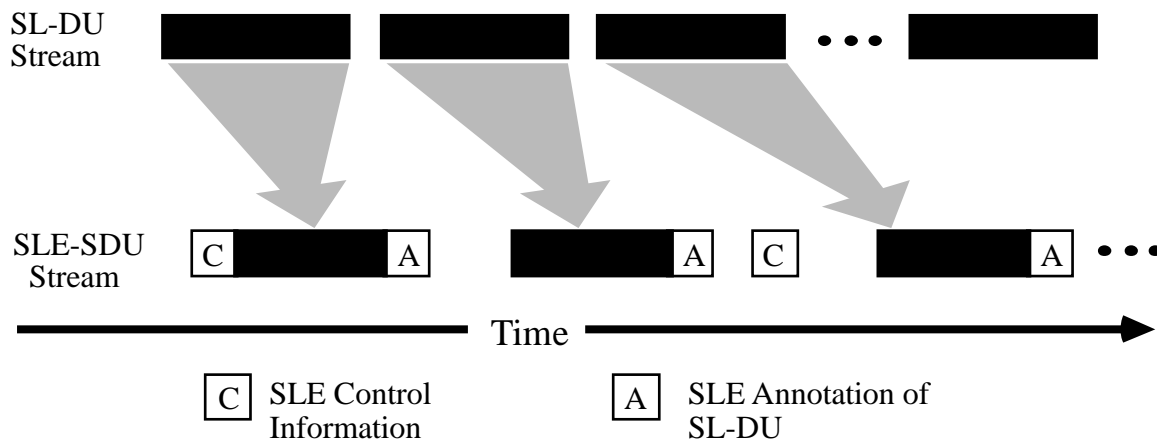 SL-DU
Stream
SLE-SDU
Stream
C
A
A
C
A
Time
C
SLE Control
Information
A
SLE Annotation of
SL-DU